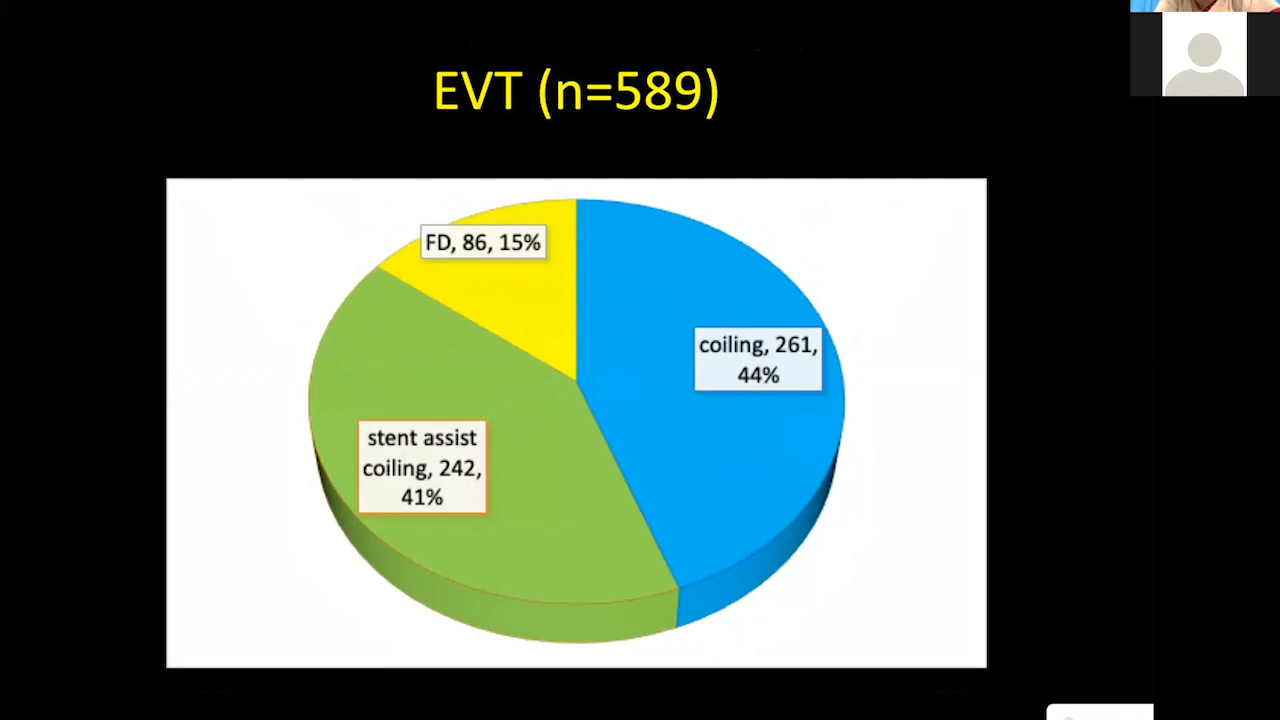 EVT (n=589)
FD, 86, 15%
coiling, 261,
44%
stent assist
coiling, 242,
41%